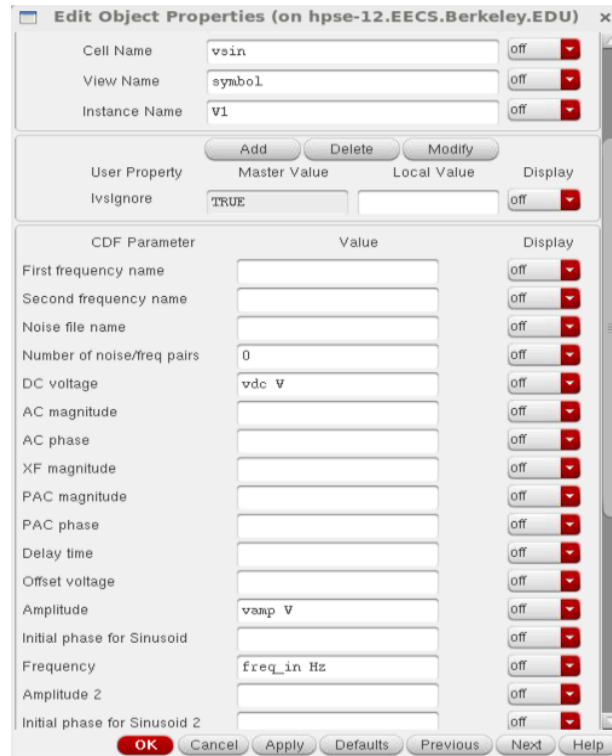 Edit Object Properties (on hpse-12.EECS.Berkeley.EDU) x
Cell Name vsin off
View Name symbol off
Instance Name V1 off
Add Delete Modify
User Property Master Value Local Value Display
lvsIgnore TRUE off
CDF Parameter Value Display
First frequency name off
Second frequency name off
Noise file name off
Number of noise/freq pairs 0 off
DC voltage vdc V off
AC magnitude off
AC phase off
XF magnitude off
PAC magnitude off
PAC phase off
Delay time off
Offset voltage off
Amplitude vamp V off
Initial phase for Sinusoid off
Frequency freq_in Hz off
Amplitude 2 off
Initial phase for Sinusoid 2 off
OK Cancel Apply Defaults Previous Next Help